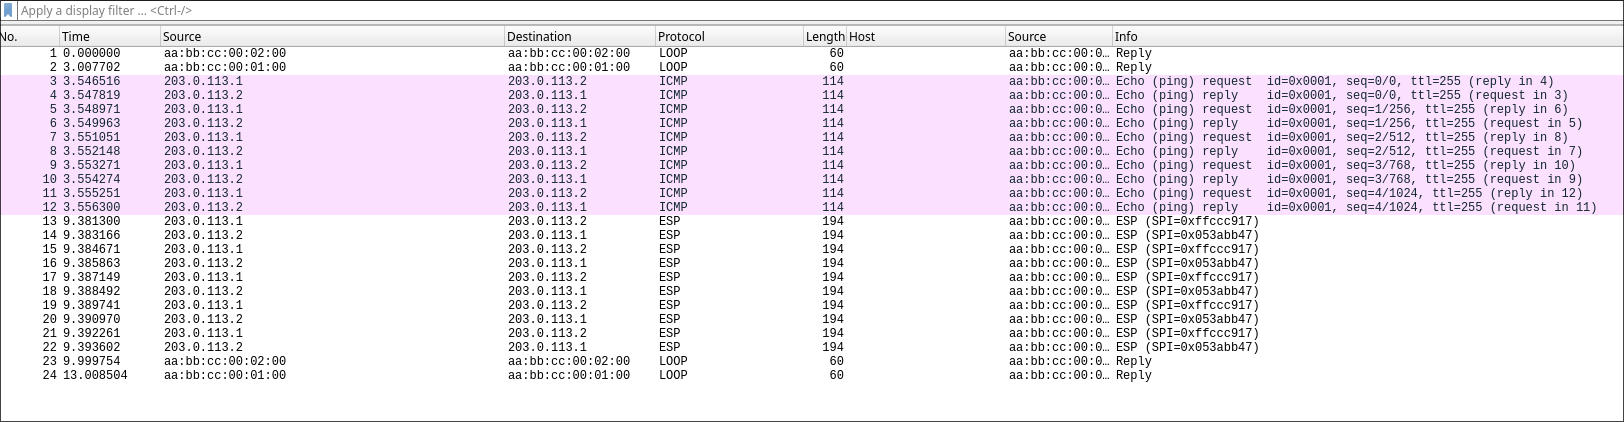 Apply a display filter ... <Ctrl-/>
No. Time Source Destination Protocol Length Host Source Info
1 0.000000 aa:bb:cc:00:02:00 aa:bb:cc:00:02:00 LOOP 60 aa:bb:cc:00:0… Reply
2 3.007702 aa:bb:cc:00:01:00 aa:bb:cc:00:01:00 LOOP 60 aa:bb:cc:00:0… Reply
3 3.546516 203.0.113.1 203.0.113.2 ICMP 114 aa:bb:cc:00:0… Echo (ping) request id=0x0001, seq=0/0, ttl=255 (reply in 4)
4 3.547819 203.0.113.2 203.0.113.1 ICMP 114 aa:bb:cc:00:0… Echo (ping) reply id=0x0001, seq=0/0, ttl=255 (request in 3)
5 3.548971 203.0.113.1 203.0.113.2 ICMP 114 aa:bb:cc:00:0… Echo (ping) request id=0x0001, seq=1/256, ttl=255 (reply in 6)
6 3.549963 203.0.113.2 203.0.113.1 ICMP 114 aa:bb:cc:00:0… Echo (ping) reply id=0x0001, seq=1/256, ttl=255 (request in 5)
7 3.551051 203.0.113.1 203.0.113.2 ICMP 114 aa:bb:cc:00:0… Echo (ping) request id=0x0001, seq=2/512, ttl=255 (reply in 8)
8 3.552148 203.0.113.2 203.0.113.1 ICMP 114 aa:bb:cc:00:0… Echo (ping) reply id=0x0001, seq=2/512, ttl=255 (request in 7)
9 3.553271 203.0.113.1 203.0.113.2 ICMP 114 aa:bb:cc:00:0… Echo (ping) request id=0x0001, seq=3/768, ttl=255 (reply in 10)
10 3.554274 203.0.113.2 203.0.113.1 ICMP 114 aa:bb:cc:00:0… Echo (ping) reply id=0x0001, seq=3/768, ttl=255 (request in 9)
11 3.555251 203.0.113.1 203.0.113.2 ICMP 114 aa:bb:cc:00:0… Echo (ping) request id=0x0001, seq=4/1024, ttl=255 (reply in 12)
12 3.556300 203.0.113.2 203.0.113.1 ICMP 114 aa:bb:cc:00:0… Echo (ping) reply id=0x0001, seq=4/1024, ttl=255 (request in 11)
13 9.381300 203.0.113.1 203.0.113.2 ESP 194 aa:bb:cc:00:0… ESP (SPI=0xffccc917)
14 9.383166 203.0.113.2 203.0.113.1 ESP 194 aa:bb:cc:00:0… ESP (SPI=0x053abb47)
15 9.384671 203.0.113.1 203.0.113.2 ESP 194 aa:bb:cc:00:0… ESP (SPI=0xffccc917)
16 9.385863 203.0.113.2 203.0.113.1 ESP 194 aa:bb:cc:00:0… ESP (SPI=0x053abb47)
17 9.387149 203.0.113.1 203.0.113.2 ESP 194 aa:bb:cc:00:0… ESP (SPI=0xffccc917)
18 9.388492 203.0.113.2 203.0.113.1 ESP 194 aa:bb:cc:00:0… ESP (SPI=0x053abb47)
19 9.389741 203.0.113.1 203.0.113.2 ESP 194 aa:bb:cc:00:0… ESP (SPI=0xffccc917)
20 9.390970 203.0.113.2 203.0.113.1 ESP 194 aa:bb:cc:00:0… ESP (SPI=0x053abb47)
21 9.392261 203.0.113.1 203.0.113.2 ESP 194 aa:bb:cc:00:0… ESP (SPI=0xffccc917)
22 9.393602 203.0.113.2 203.0.113.1 ESP 194 aa:bb:cc:00:0… ESP (SPI=0x053abb47)
23 9.999754 aa:bb:cc:00:02:00 aa:bb:cc:00:02:00 LOOP 60 aa:bb:cc:00:0… Reply
24 13.008504 aa:bb:cc:00:01:00 aa:bb:cc:00:01:00 LOOP 60 aa:bb:cc:00:0… Reply